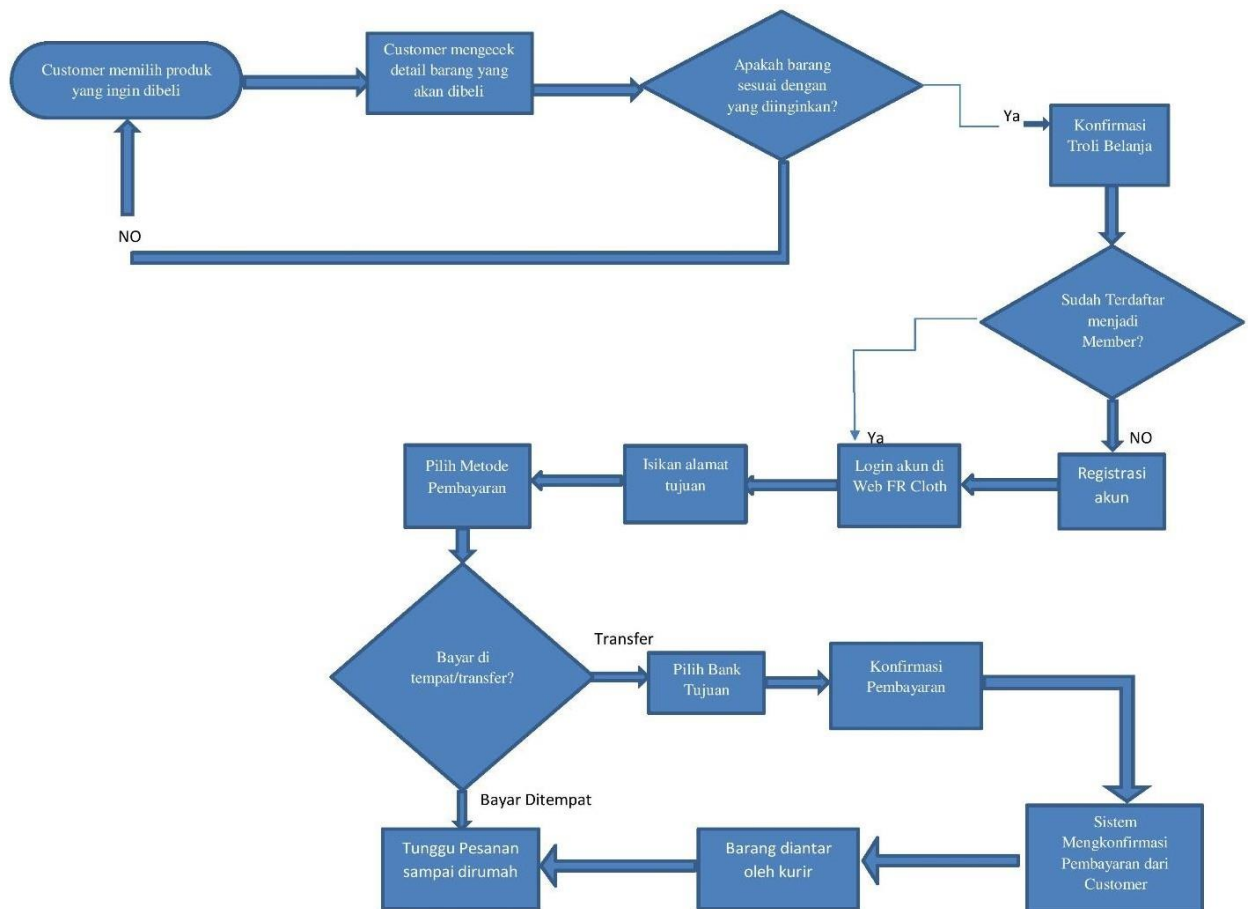 Customer memilih produk
yang ingin dibeli
Customer mengecek
detail barang yang
akan dibeli
Apakah barang
sesuai dengan
yang diinginkan?
Ya
Konfirmasi
Troli Belanja
NO
Sudah Terdaftar
menjadi
Member?
Ya
NO
Registrasi
akun
Login akun di
Web FR Cloth
Isikan alamat
tujuan
Pilih Metode
Pembayaran
Bayar di
tempat/transfer?
Transfer
Pilih Bank
Tujuan
Konfirmasi
Pembayaran
Sistem
Mengkonfirmasi
Pembayaran dari
Customer
Barang diantar
oleh kurir
Bayar Ditempat
Tunggu Pesanan
sampai dirumah